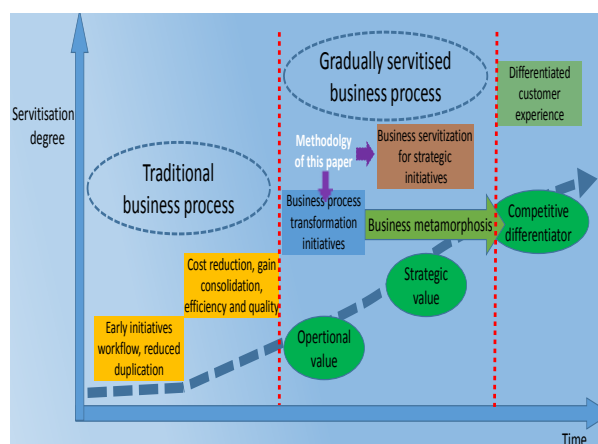 Servitisation
degree
Traditional
business process
Gradually servitised
business process
Differentiated
customer
experience
Methodolgy
of this paper
Business servitization
for strategic
initiatives
Business process
transformation
initiatives
Business metamorphosis
Competitive
differentiator
Cost reduction, gain
consolidation,
efficiency and quality
Strategic
value
Early initiatives
workflow, reduced
duplication
Opertional
value
Time